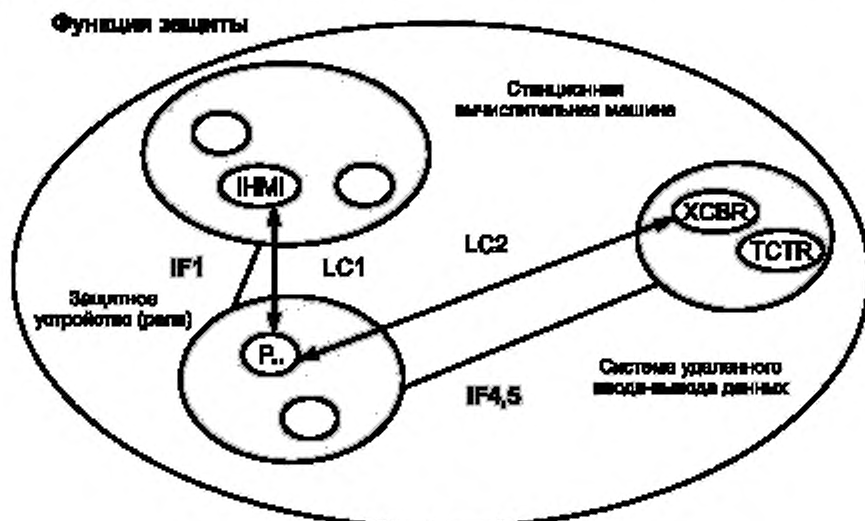 Функция защиты
Станционная
вычислительная машина
IHMI
XCBR
TCTR
LC2
IF1
LC1
Защитное
устройство (реле)
P..
Система удаленного
ввода-вывода данных
IF4,5